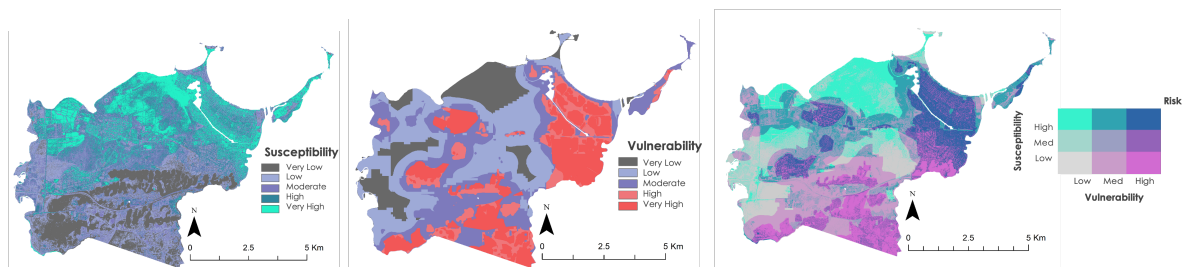 Susceptibility
Very Low
Low
Moderate
High
Very High
N
0 2.5 5 Km
Vulnerability
Very Low
Low
Moderate
High
Very High
N
0 2.5 5 Km
N
0 2.5 5 Km
Risk
Susceptibility
High
Med
Low
Low Med High
Vulnerability